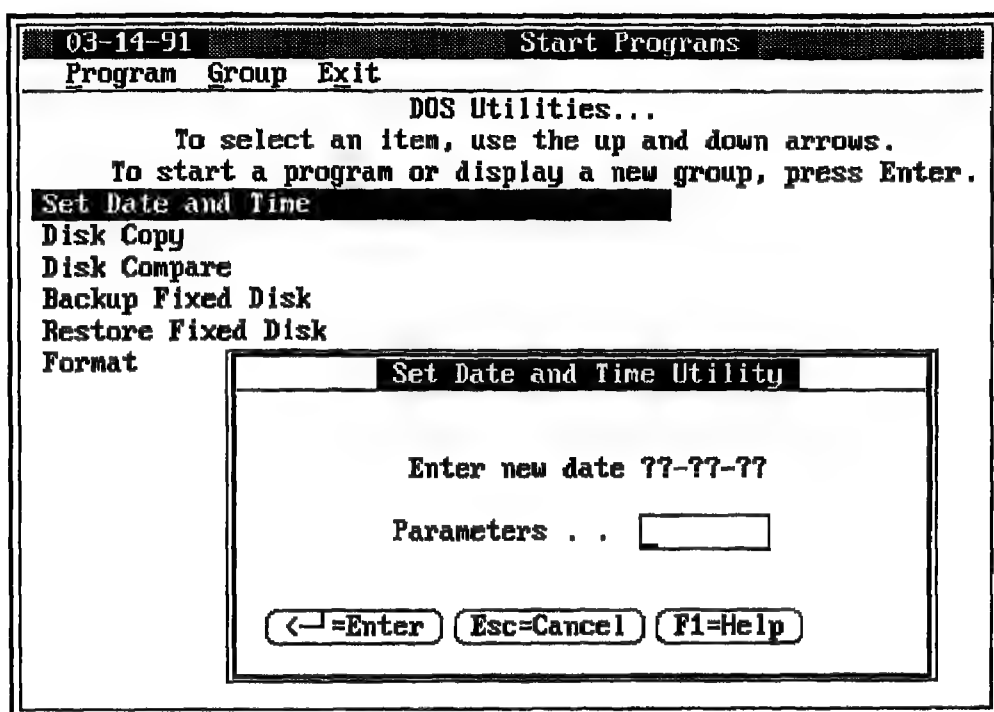 03-14-91 Start Programs
Program Group Exit
DOS Utilities...
To select an item, use the up and down arrows.
To start a program or display a new group, press Enter.
Set Date and Time
Disk Copy
Disk Compare
Backup Fixed Disk
Restore Fixed Disk
Format
Set Date and Time Utility
Enter new date ??-??-??
Parameters . .
<─┘=Enter Esc=Cancel F1=Help